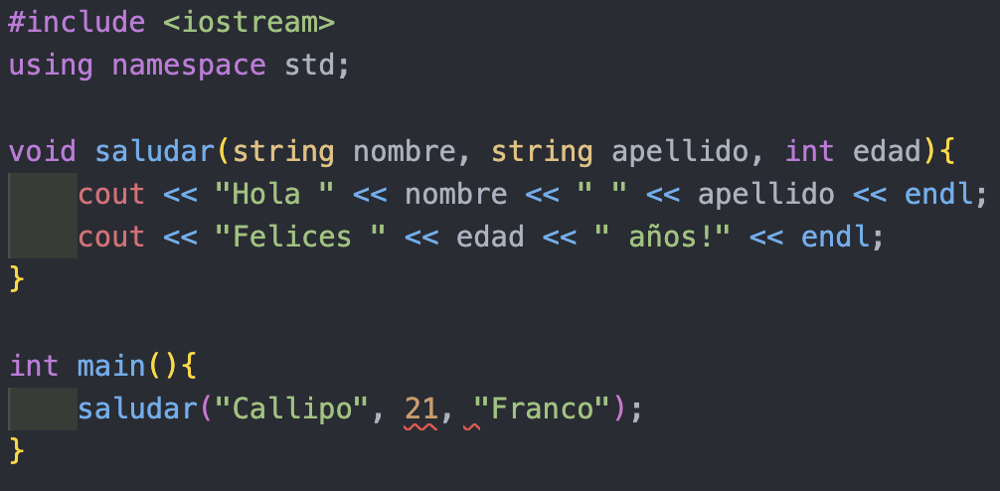 #include <iostream>
using namespace std;
void saludar(string nombre, string apellido, int edad){
cout << "Hola " << nombre << " " << apellido << endl;
cout << "Felices " << edad << " años!" << endl;
}
int main(){
saludar("Callipo", 21, "Franco");
}